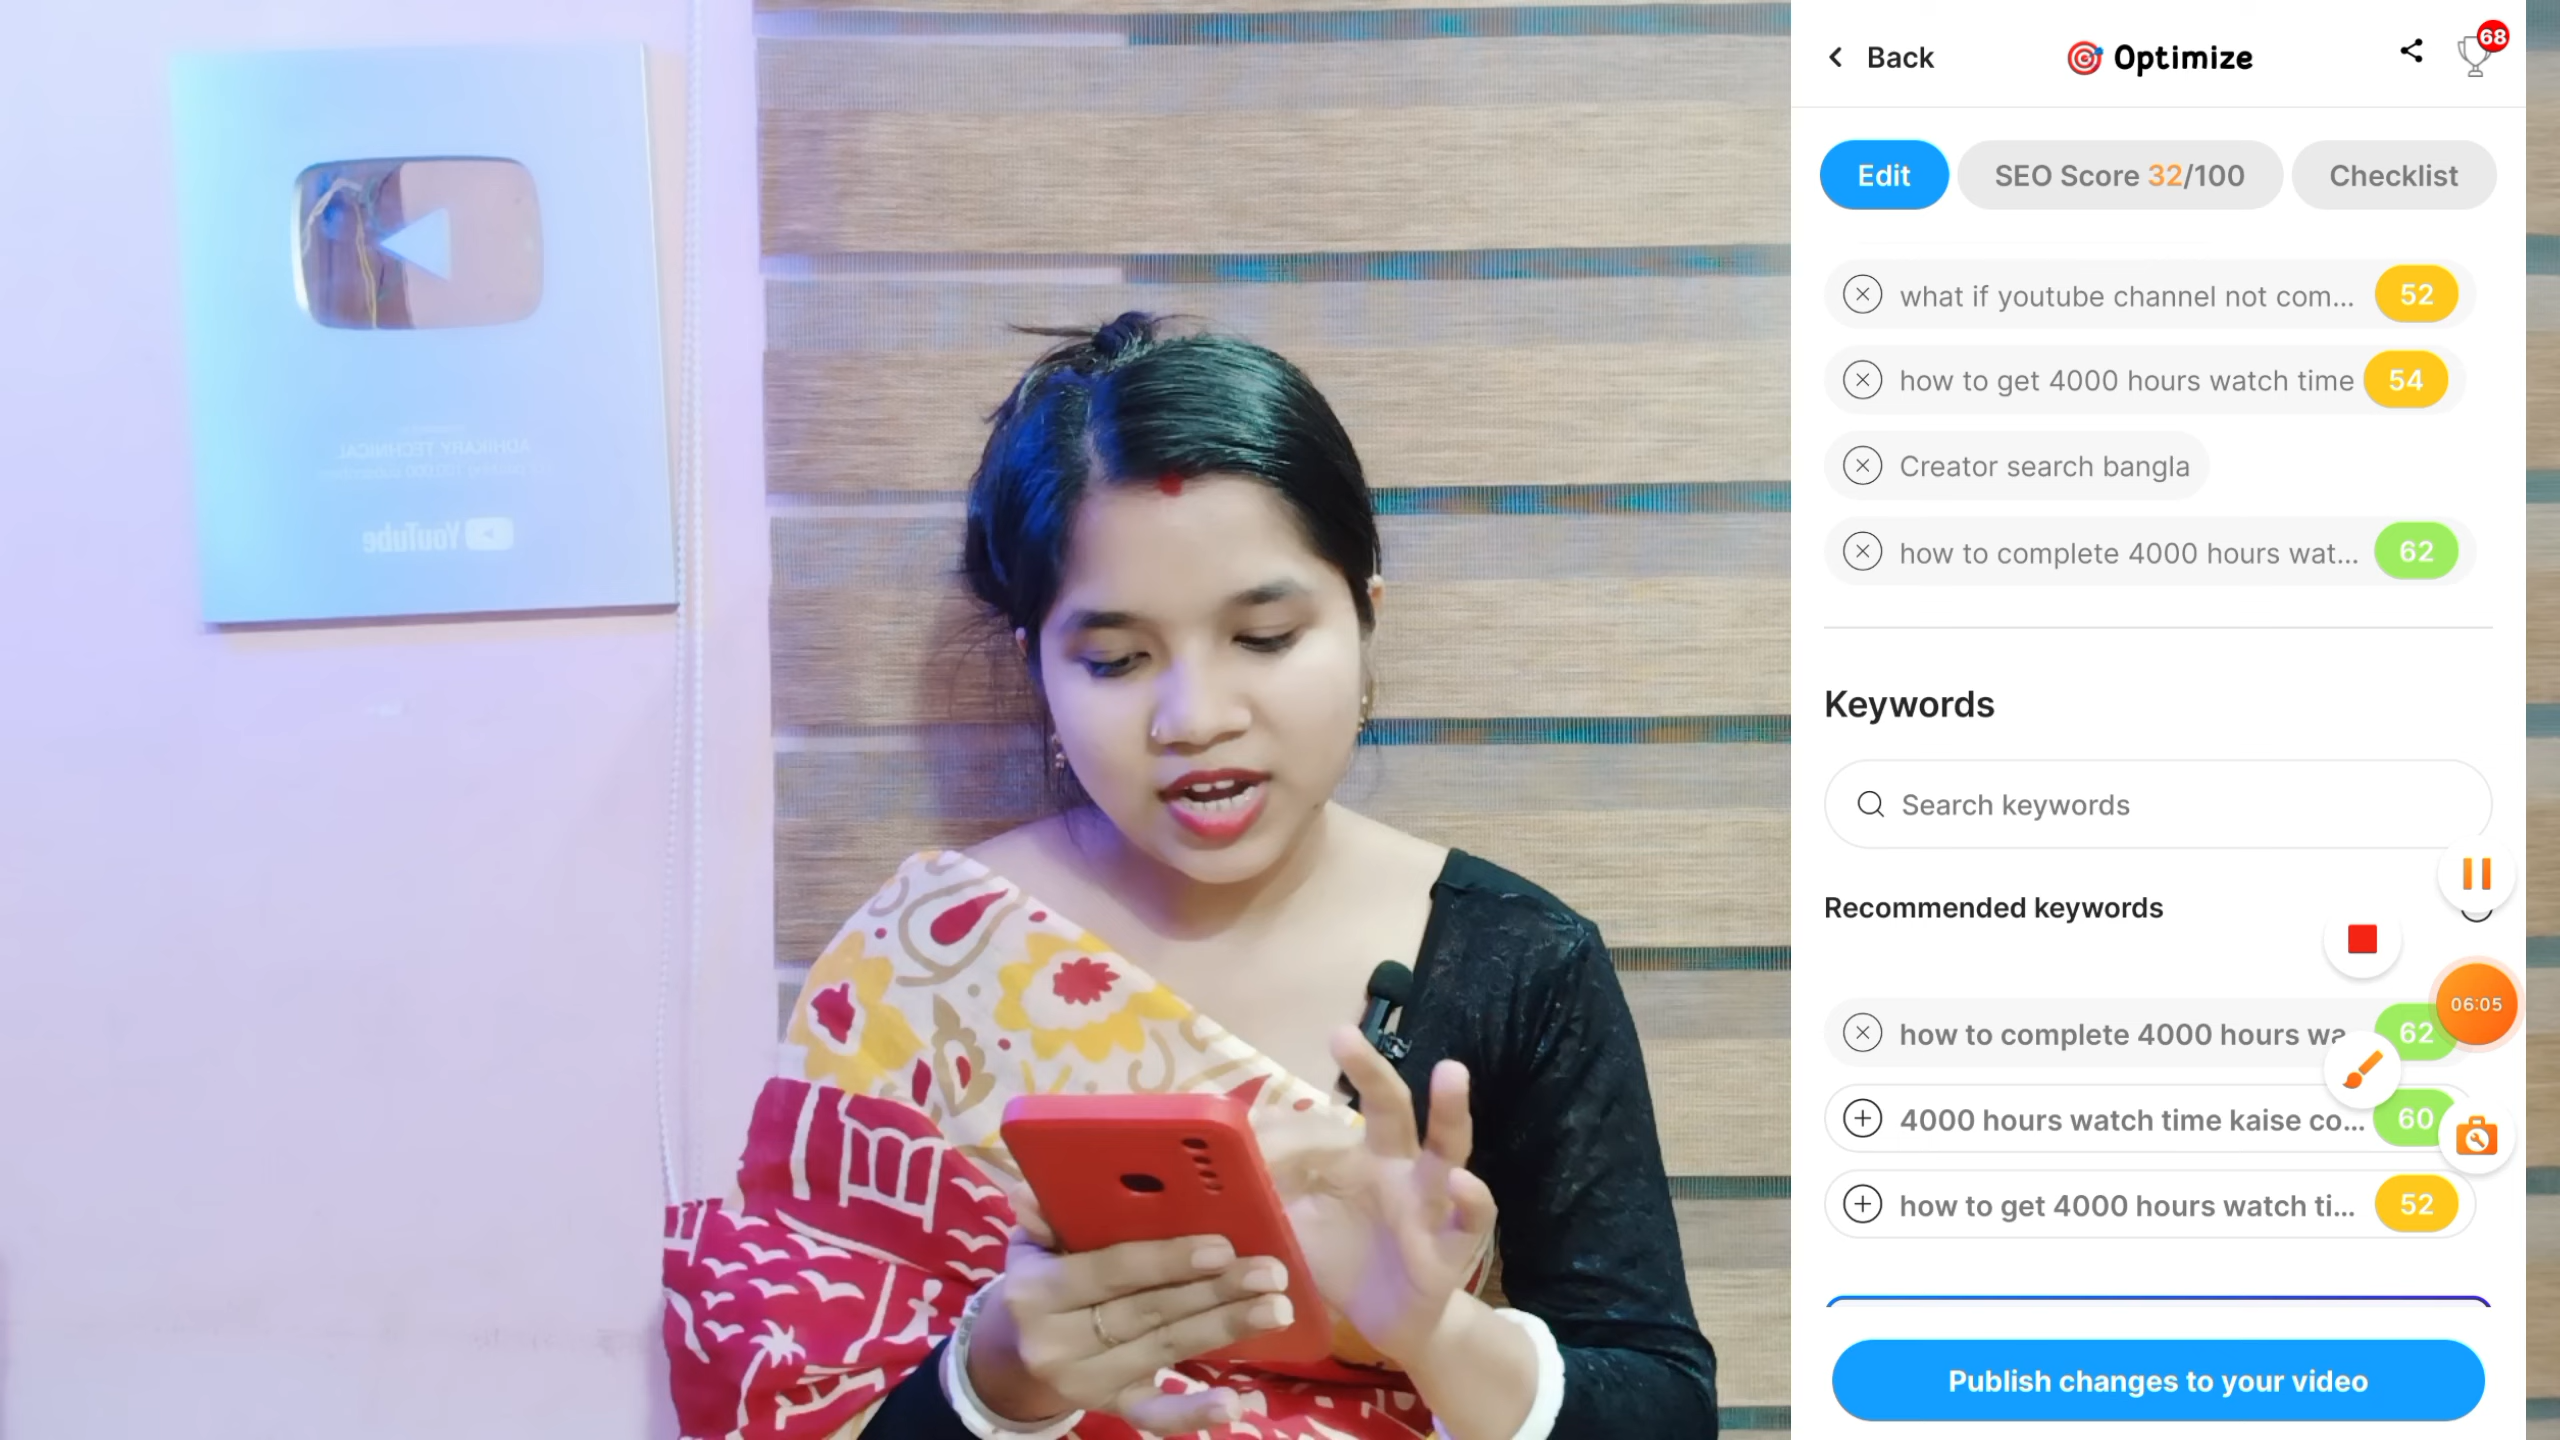 ADHIKARY TECHNICAL
YouTube
Back
Optimize
68
Edit
SEO Score 32/100
Checklist
what if youtube channel not com... 52
how to get 4000 hours watch time 54
Creator search bangla
how to complete 4000 hours wat... 62
Keywords
Search keywords
Recommended keywords
how to complete 4000 hours wa 62
06:05
4000 hours watch time kaise co... 60
how to get 4000 hours watch ti... 52
Publish changes to your video